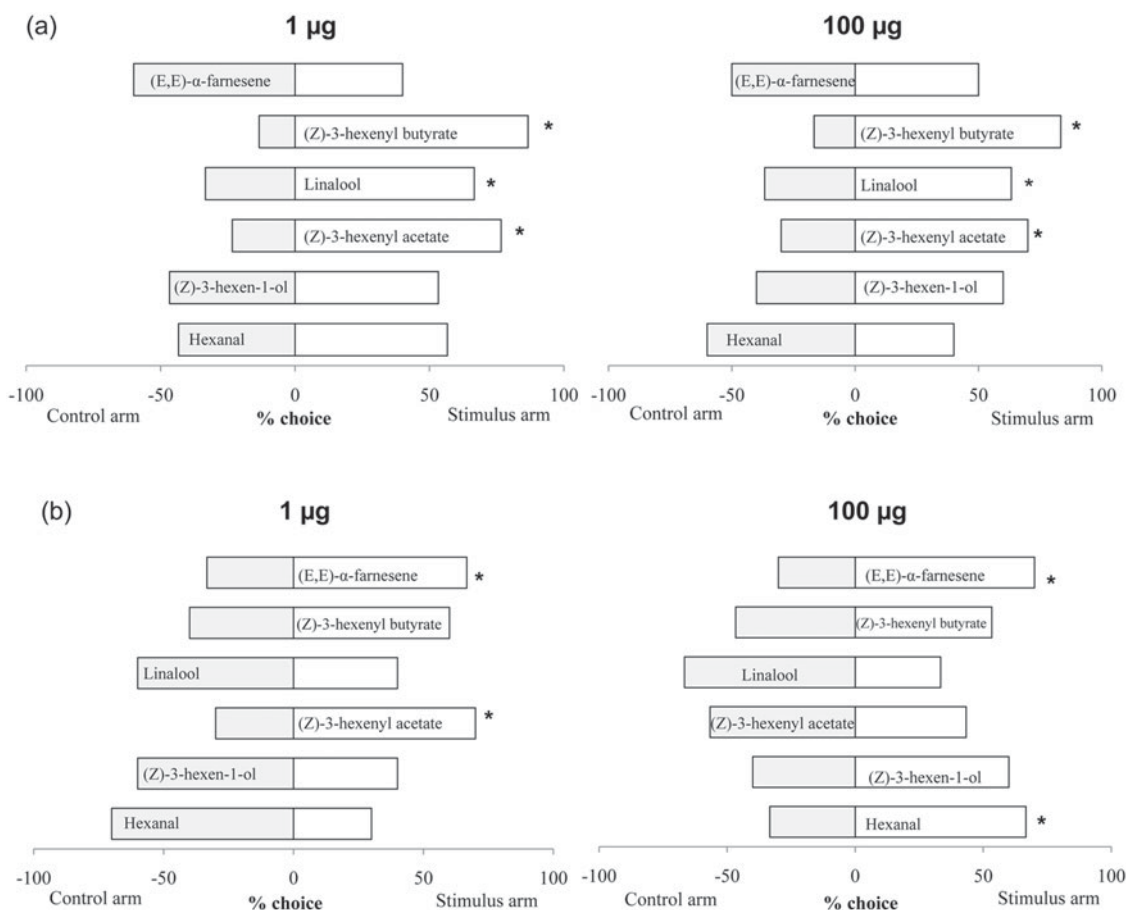 (a)
1 µg
100 µg
(E,E)-α-farnesene
(E,E)-α-farnesene
(Z)-3-hexenyl butyrate *
(Z)-3-hexenyl butyrate *
Linalool *
Linalool *
(Z)-3-hexenyl acetate *
(Z)-3-hexenyl acetate *
(Z)-3-hexen-1-ol
(Z)-3-hexen-1-ol
Hexanal
Hexanal
-100 -50 0 50 100
-100 -50 0 50 100
Control arm % choice Stimulus arm
Control arm % choice Stimulus arm
(b)
1 µg
100 µg
(E,E)-α-farnesene *
(E,E)-α-farnesene *
(Z)-3-hexenyl butyrate
(Z)-3-hexenyl butyrate
Linalool
Linalool
(Z)-3-hexenyl acetate *
(Z)-3-hexenyl acetate
(Z)-3-hexen-1-ol
(Z)-3-hexen-1-ol
Hexanal
Hexanal *
-100 -50 0 50 100
-100 -50 0 50 100
Control arm % choice Stimulus arm
Control arm % choice Stimulus arm